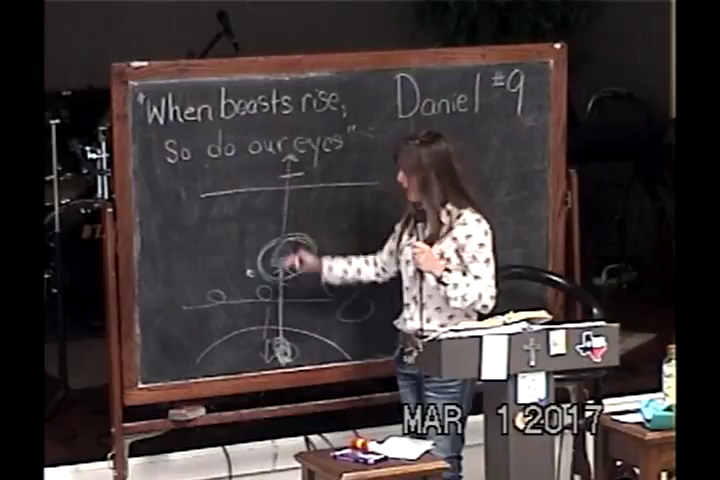 "When beasts rise,
So do our eyes"
Daniel #9
MAR 1 2017